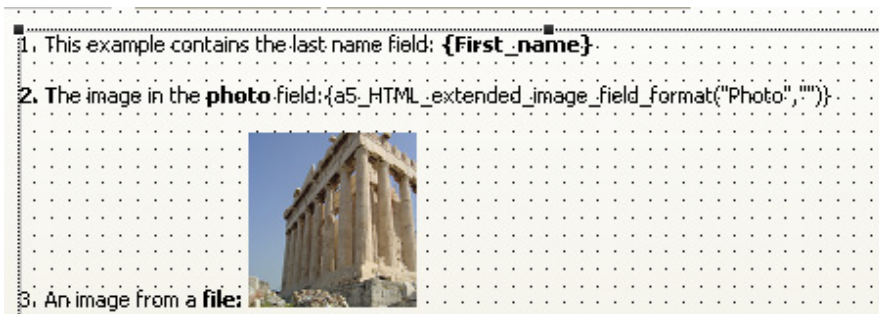 1. This example contains the last name field: {First_name}
2. The image in the photo field:{a5_HTML_extended_image_field_format("Photo","")}
3. An image from a file: